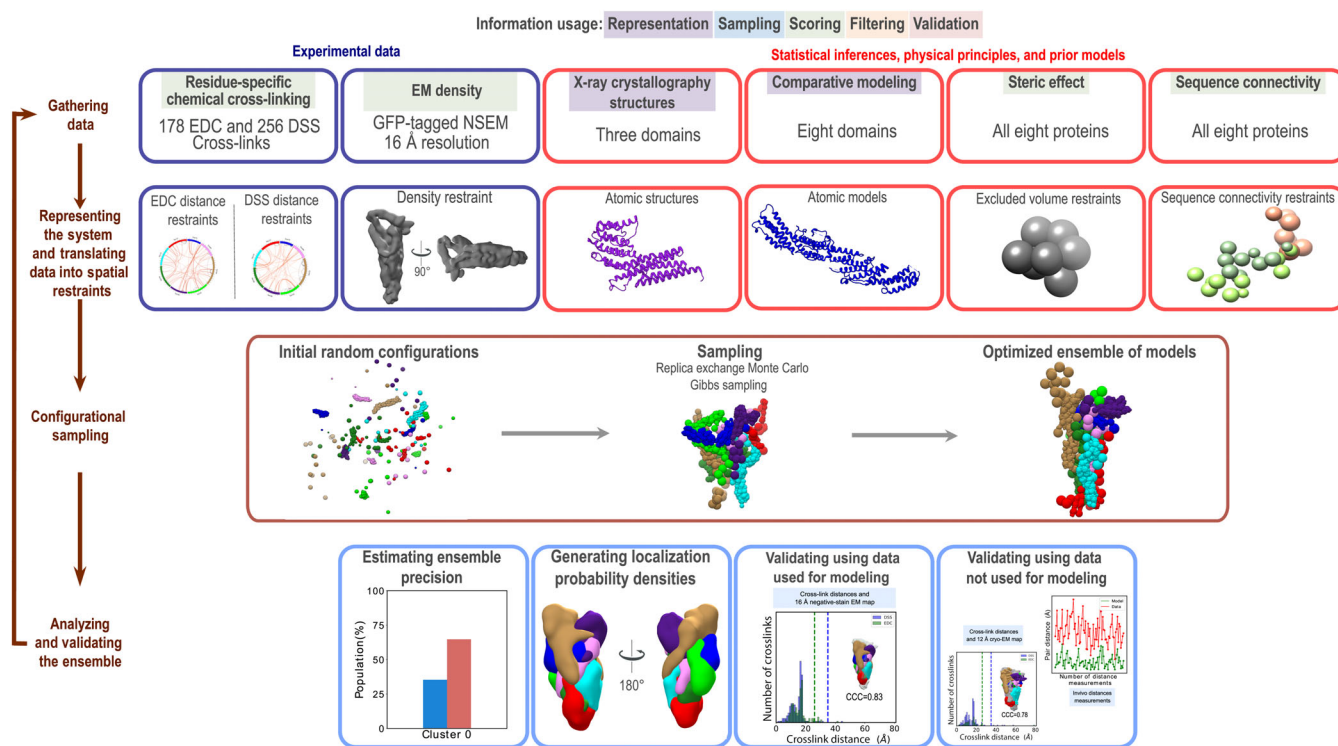 Information usage: Representation Sampling Scoring Filtering Validation
Experimental data
Statistical inferences, physical principles, and prior models
Gathering
data
Residue-specific
chemical cross-linking
178 EDC and 256 DSS
Cross-links
EM density
GFP-tagged NSEM
16 Å resolution
X-ray crystallography
structures
Three domains
Comparative modeling
Eight domains
Steric effect
All eight proteins
Sequence connectivity
All eight proteins
Representing
the system
and translating
data into spatial
restraints
EDC distance
restraints
DSS distance
restraints
Density restraint
90°
Atomic structures
Atomic models
Excluded volume restraints
Sequence connectivity restraints
Configurational
sampling
Initial random configurations
Sampling
Replica exchange Monte Carlo
Gibbs sampling
Optimized ensemble of models
Analyzing
and validating
the ensemble
Estimating ensemble
precision
Population(%)
100
75
50
25
0
Cluster 0
Generating localization
probability densities
180°
Validating using data
used for modeling
Cross-link distances and
16 Å negative-stain EM map
DSS
EDC
CCC=0.83
Number of crosslinks
0 20 40 60 80
Crosslink distance (Å)
Validating using data
not used for modeling
Cross-link distances
and 12 Å cryo-EM map
CCC=0.78
Number of crosslinks
0 20 40 60 80
Crosslink distance (Å)
Model
Data
Pair distance (Å)
Number of distance
measurements
Invivo distances
measurements